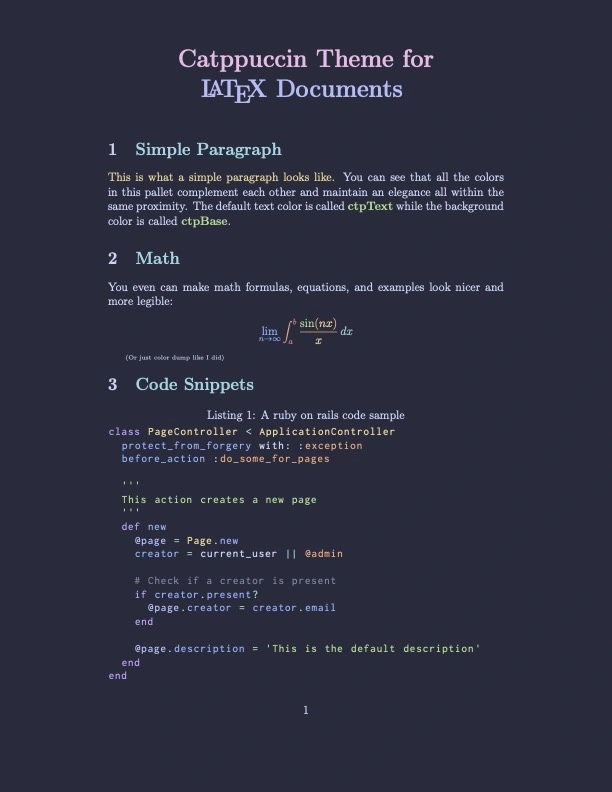 Catppuccin Theme for
LATEX Documents
1 Simple Paragraph
This is what a simple paragraph looks like. You can see that all the colors
in this pallet complement each other and maintain an elegance all within the
same proximity. The default text color is called ctpText while the background
color is called ctpBase.
2 Math
You even can make math formulas, equations, and examples look nicer and
more legible:
lim n→∞ ∫ₐᵇ sin(nx)/x dx
(Or just color dump like I did)
3 Code Snippets
Listing 1: A ruby on rails code sample
class PageController < ApplicationController
  protect_from_forgery with: :exception
  before_action :do_some_for_pages
  '''
  This action creates a new page
  '''
  def new
    @page = Page.new
    creator = current_user || @admin
    # Check if a creator is present
    if creator.present?
      @page.creator = creator.email
    end
    @page.description = 'This is the default description'
  end
end
1